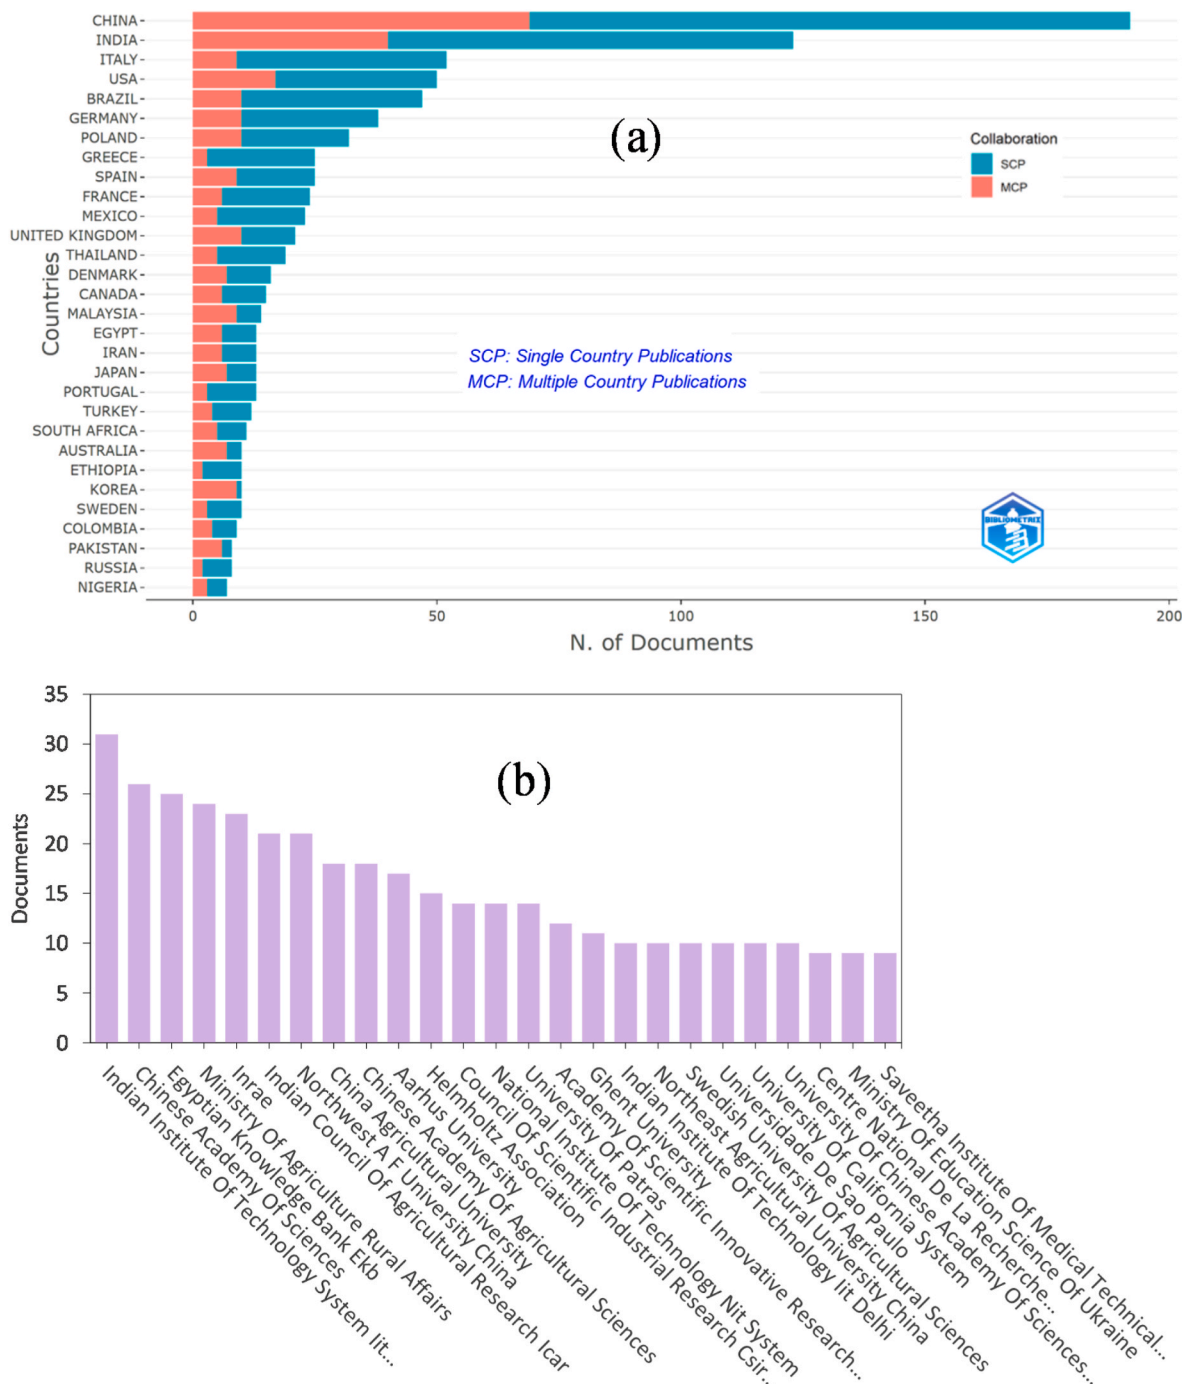 CHINA
INDIA
ITALY
USA
BRAZIL
GERMANY
POLAND
GREECE
SPAIN
FRANCE
MEXICO
UNITED KINGDOM
THAILAND
DENMARK
CANADA
MALAYSIA
EGYPT
IRAN
JAPAN
PORTUGAL
TURKEY
SOUTH AFRICA
AUSTRALIA
ETHIOPIA
KOREA
SWEDEN
COLOMBIA
PAKISTAN
RUSSIA
NIGERIA
Countries
(a)
Collaboration
SCP
MCP
SCP: Single Country Publications
MCP: Multiple Country Publications
BIBLIOMETRIX
0 50 100 150 200
N. of Documents
35
30
25
20
15
10
5
0
Documents
(b)
Indian Institute Of Technology System Iit...
Chinese Academy Of Sciences
Egyptian Knowledge Bank Ekb
Ministry Of Agriculture Rural Affairs
Inrae
Indian Council Of Agricultural Research Icar
Northwest A F University China
China Agricultural University
Chinese Academy Of Agricultural Sciences
Aarhus University
Helmholtz Association
Council Of Scientific Industrial Research Csir...
National Institute Of Technology Nit System
University Of Patras
Academy Of Scientific Innovative Research...
Ghent University
Indian Institute Of Technology Iit Delhi
Northeast Agricultural University China
Swedish University Of Agricultural Sciences
Universidade De Sao Paulo
University Of California System
University Of Chinese Academy Of Sciences...
Centre National De La Recherche...
Ministry Of Education Science Of Ukraine
Saveetha Institute Of Medical Technical...